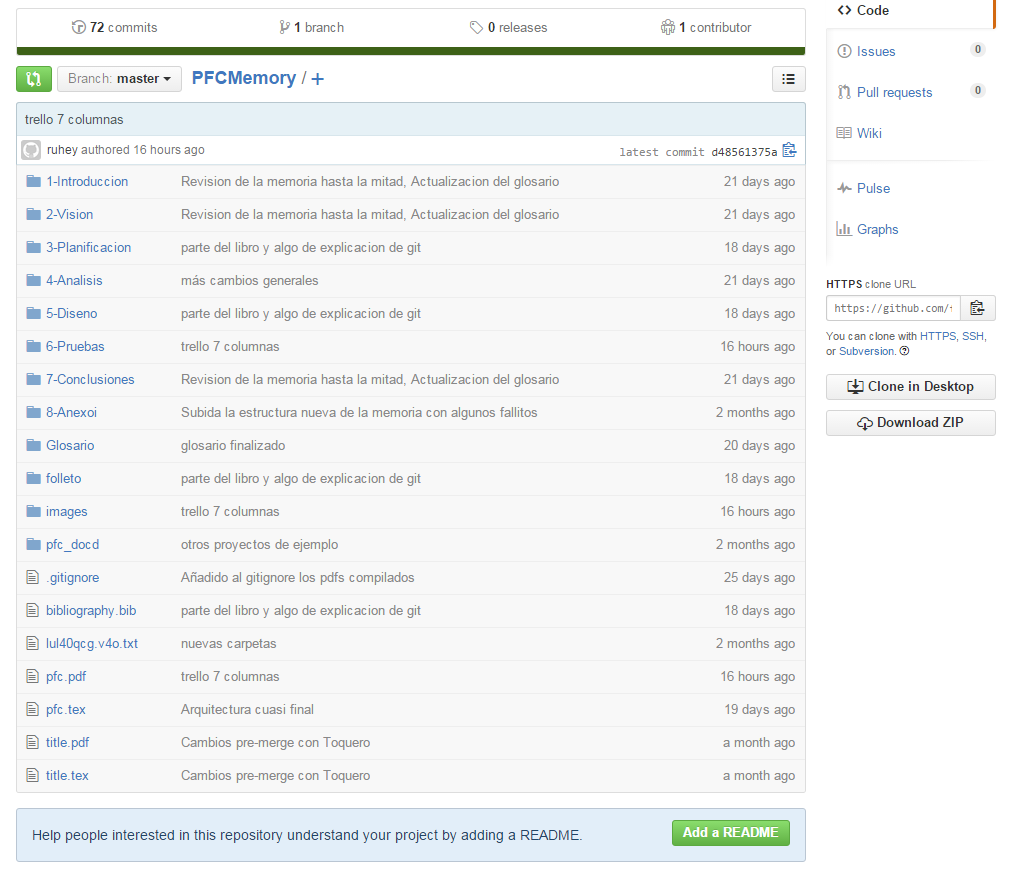 72 commits 1 branch 0 releases 1 contributor
Branch: master PFCMemory / +
trello 7 columnas
ruhey authored 16 hours ago latest commit d48561375a
1-Introduccion Revision de la memoria hasta la mitad, Actualizacion del glosario 21 days ago
2-Vision Revision de la memoria hasta la mitad, Actualizacion del glosario 21 days ago
3-Planificacion parte del libro y algo de explicacion de git 18 days ago
4-Analisis más cambios generales 21 days ago
5-Diseno parte del libro y algo de explicacion de git 18 days ago
6-Pruebas trello 7 columnas 16 hours ago
7-Conclusiones Revision de la memoria hasta la mitad, Actualizacion del glosario 21 days ago
8-Anexoi Subida la estructura nueva de la memoria con algunos fallitos 2 months ago
Glosario glosario finalizado 20 days ago
folleto parte del libro y algo de explicacion de git 18 days ago
images trello 7 columnas 16 hours ago
pfc_docd otros proyectos de ejemplo 2 months ago
.gitignore Añadido al gitignore los pdfs compilados 25 days ago
bibliography.bib parte del libro y algo de explicacion de git 18 days ago
lul40qcg.v4o.txt nuevas carpetas 2 months ago
pfc.pdf trello 7 columnas 16 hours ago
pfc.tex Arquitectura cuasi final 19 days ago
title.pdf Cambios pre-merge con Toquero a month ago
title.tex Cambios pre-merge con Toquero a month ago
Help people interested in this repository understand your project by adding a README. Add a README
Code
Issues 0
Pull requests 0
Wiki
Pulse
Graphs
HTTPS clone URL
https://github.com/
You can clone with HTTPS, SSH,
or Subversion.
Clone in Desktop
Download ZIP